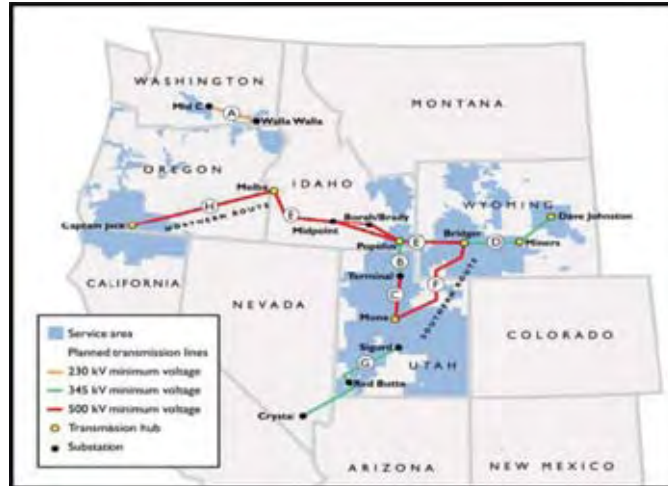 WASHINGTON
MONTANA
Mid C
A
Walla Walla
OREGON
IDAHO
Melba
H
NORTHERN ROUTE
E
Captain Jack
Midpoint
Borah/Brady
Populus
E
Bridger
WYOMING
Dave Johnston
D
Miners
B
Terminal
C
F
Mona
SOUTHERN ROUTE
CALIFORNIA
NEVADA
UTAH
COLORADO
Sigurd
G
Red Butte
Crystal
ARIZONA
NEW MEXICO
Service area
Planned transmission lines
230 kV minimum voltage
345 kV minimum voltage
500 kV minimum voltage
Transmission hub
Substation